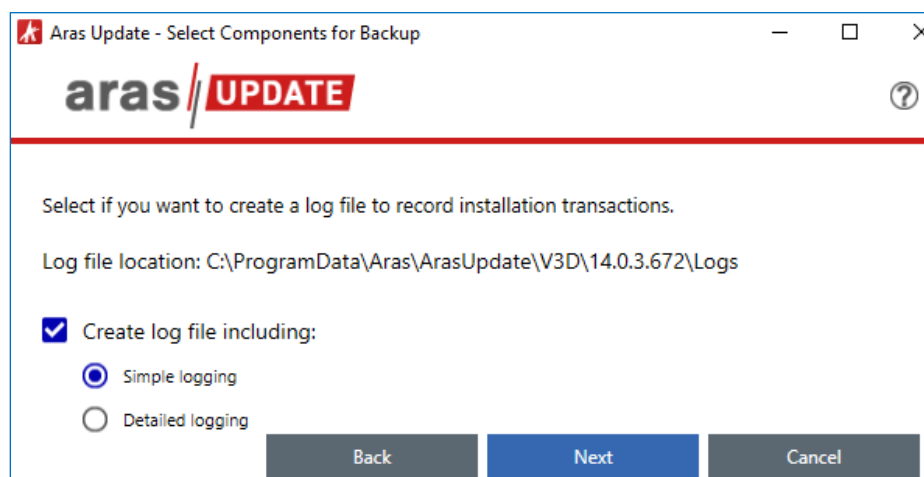 Aras Update - Select Components for Backup
aras UPDATE
Select if you want to create a log file to record installation transactions.
Log file location: C:\ProgramData\Aras\ArasUpdate\V3D\14.0.3.672\Logs
Create log file including:
Simple logging
Detailed logging
Back Next Cancel